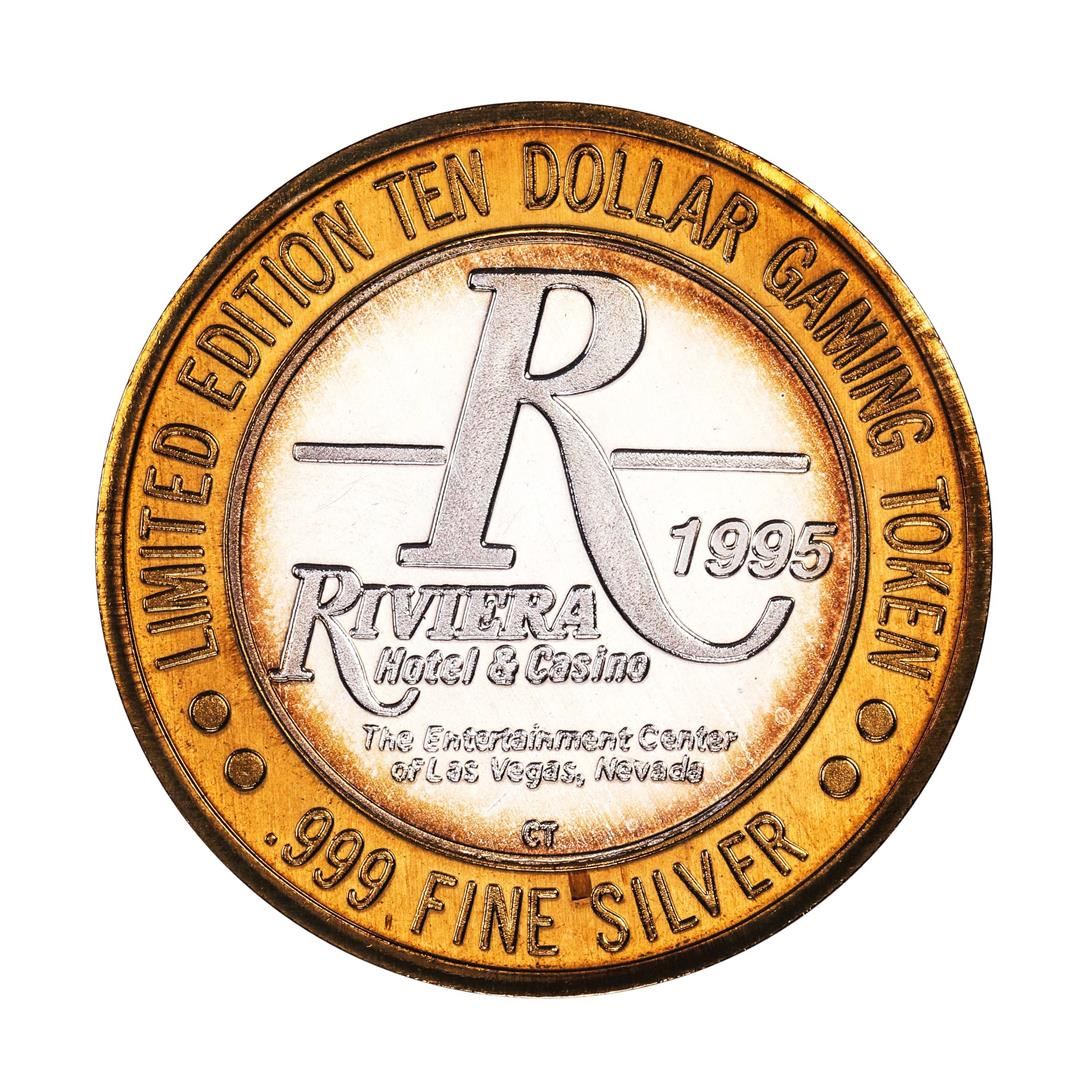 LIMITED EDITION TEN DOLLAR GAMING TOKEN
R
1995
RIVIERA
Hotel & Casino
The Entertainment Center
of Las Vegas, Nevada
CT
.999 FINE SILVER